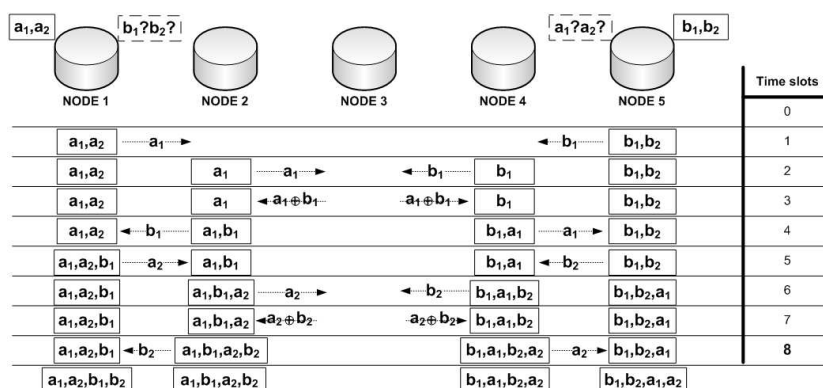 a₁,a₂ b₁?b₂? a₁?a₂? b₁,b₂
NODE 1 NODE 2 NODE 3 NODE 4 NODE 5 Time slots
0
a₁,a₂ a₁ b₁ b₁,b₂ 1
a₁,a₂ a₁ a₁ b₁ b₁ b₁,b₂ 2
a₁,a₂ a₁ a₁⊕b₁ a₁⊕b₁ b₁ b₁,b₂ 3
a₁,a₂ b₁ a₁,b₁ b₁,a₁ a₁ b₁,b₂ 4
a₁,a₂,b₁ a₂ a₁,b₁ b₁,a₁ b₂ b₁,b₂ 5
a₁,a₂,b₁ a₁,b₁,a₂ a₂ b₂ b₁,a₁,b₂ b₁,b₂,a₁ 6
a₁,a₂,b₁ a₁,b₁,a₂ a₂⊕b₂ a₂⊕b₂ b₁,a₁,b₂ b₁,b₂,a₁ 7
a₁,a₂,b₁ b₂ a₁,b₁,a₂,b₂ b₁,a₁,b₂,a₂ a₂ b₁,b₂,a₁ 8
a₁,a₂,b₁,b₂ a₁,b₁,a₂,b₂ b₁,a₁,b₂,a₂ b₁,b₂,a₁,a₂